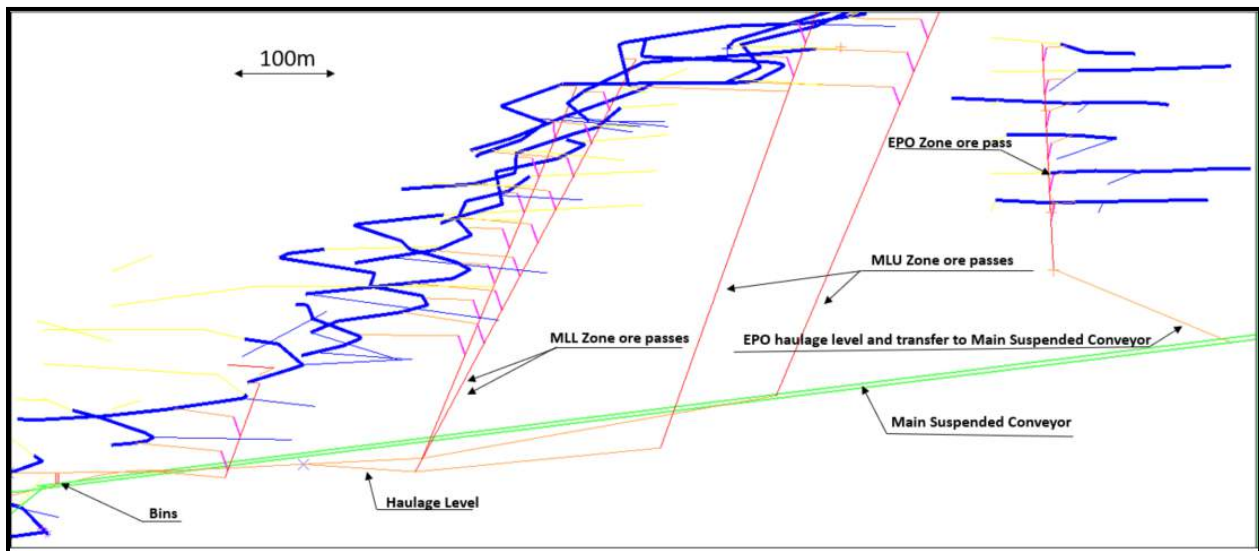 100m
EPO Zone ore pass
MLU Zone ore passes
MLL Zone ore passes
EPO haulage level and transfer to Main Suspended Conveyor
Main Suspended Conveyor
Haulage Level
Bins